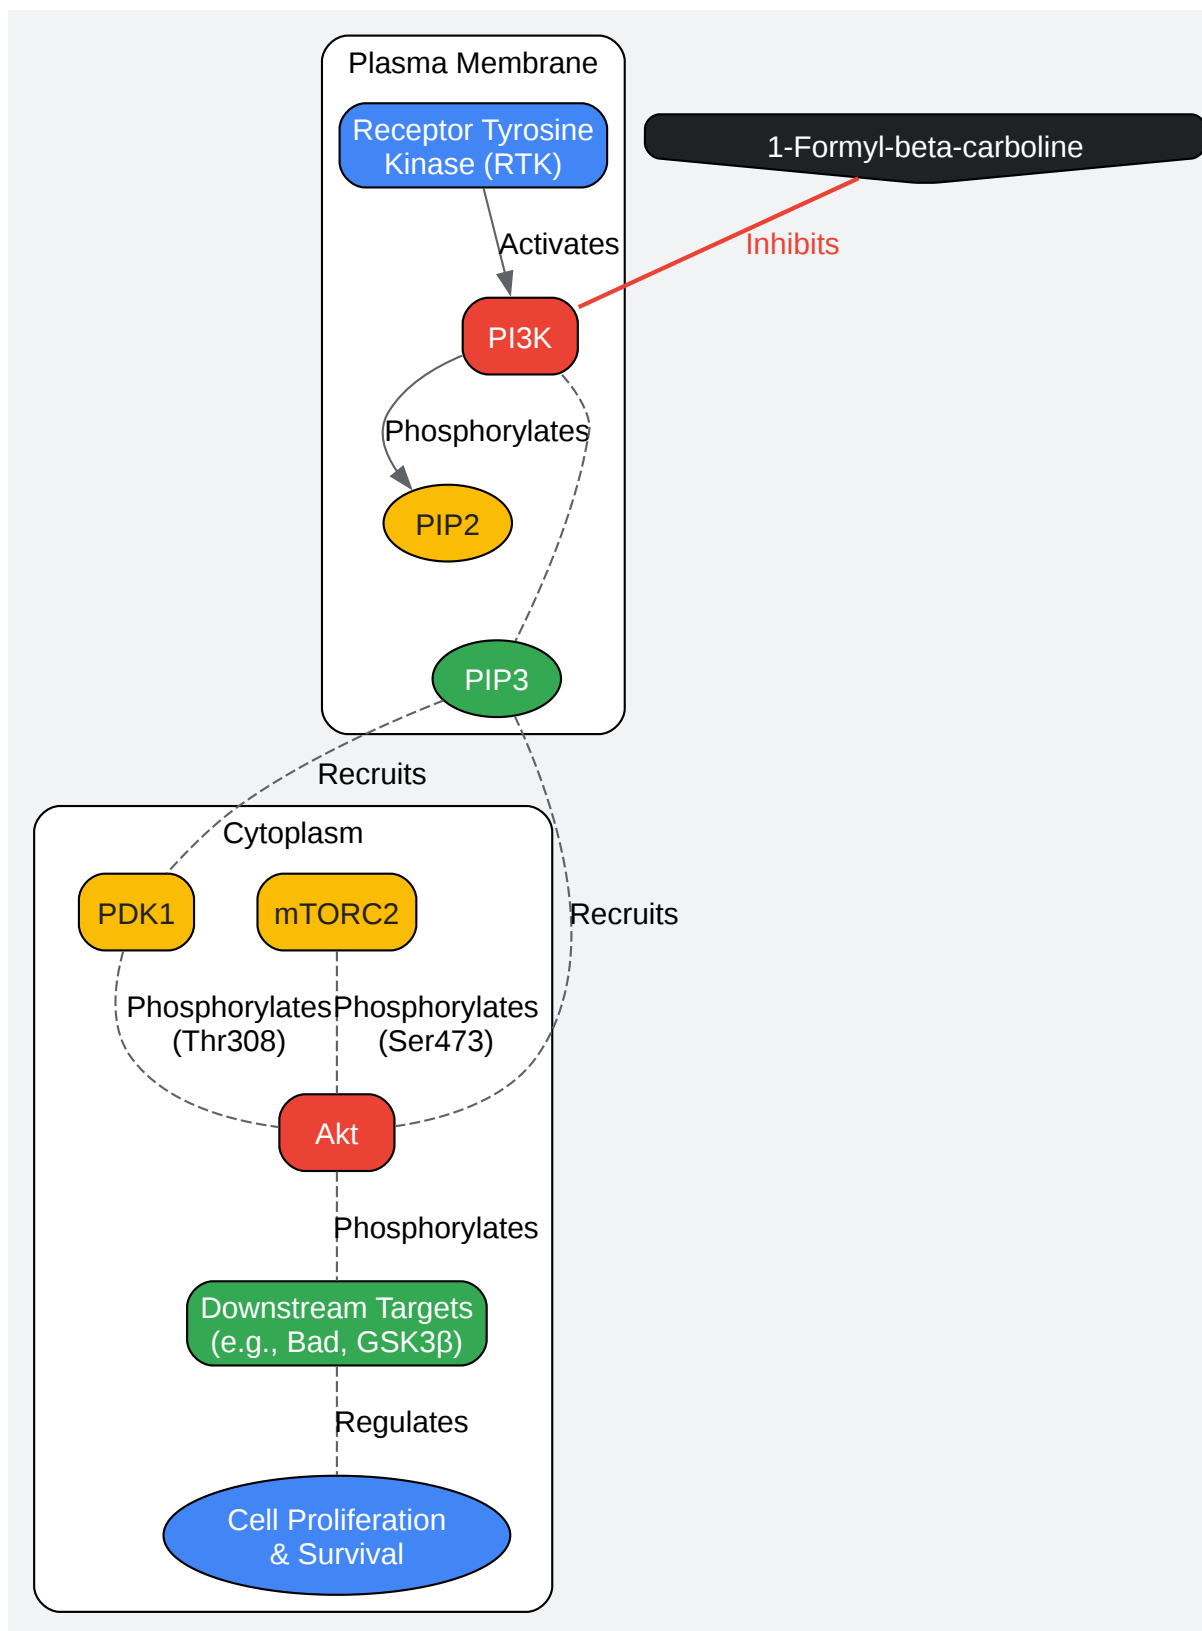 Plasma Membrane
Receptor Tyrosine
Kinase (RTK)
1-Formyl-beta-carboline
Activates
Inhibits
PI3K
Phosphorylates
PIP2
PIP3
Recruits
Cytoplasm
PDK1
mTORC2
Recruits
Phosphorylates
(Thr308)
Phosphorylates
(Ser473)
Akt
Phosphorylates
Downstream Targets
(e.g., Bad, GSK3β)
Regulates
Cell Proliferation
& Survival